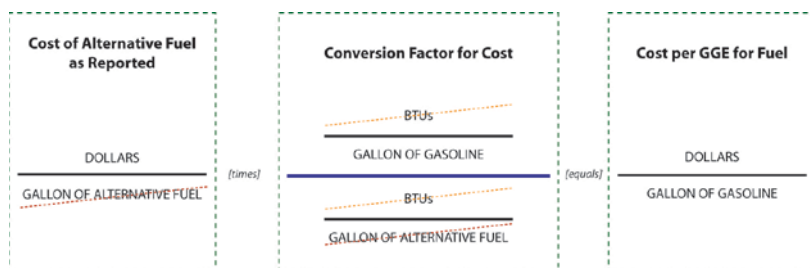 Cost of Alternative Fuel
as Reported
DOLLARS
GALLON OF ALTERNATIVE FUEL
[times]
Conversion Factor for Cost
BTUs
GALLON OF GASOLINE
BTUs
GALLON OF ALTERNATIVE FUEL
[equals]
Cost per GGE for Fuel
DOLLARS
GALLON OF GASOLINE